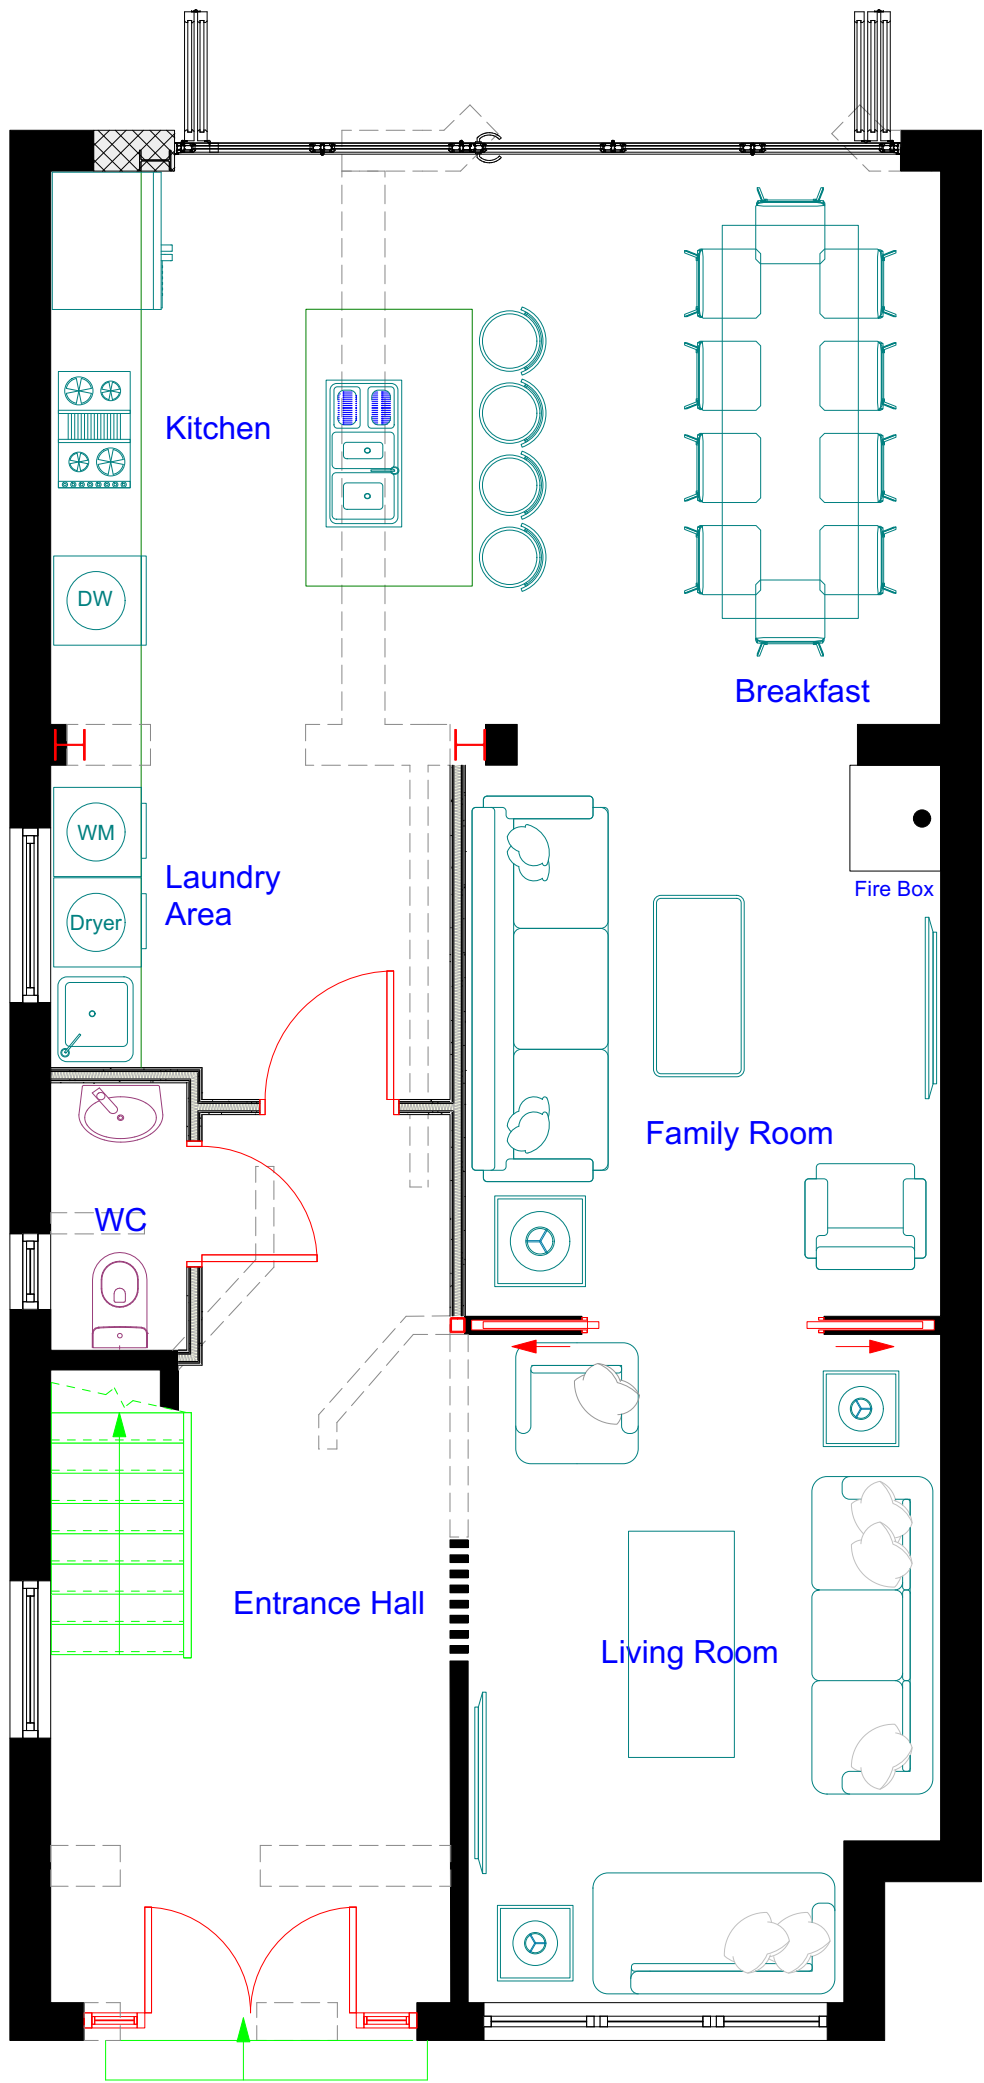 Kitchen
DW
Breakfast
WM
Laundry
Area
Dryer
Fire Box
Family Room
WC
Entrance Hall
Living Room